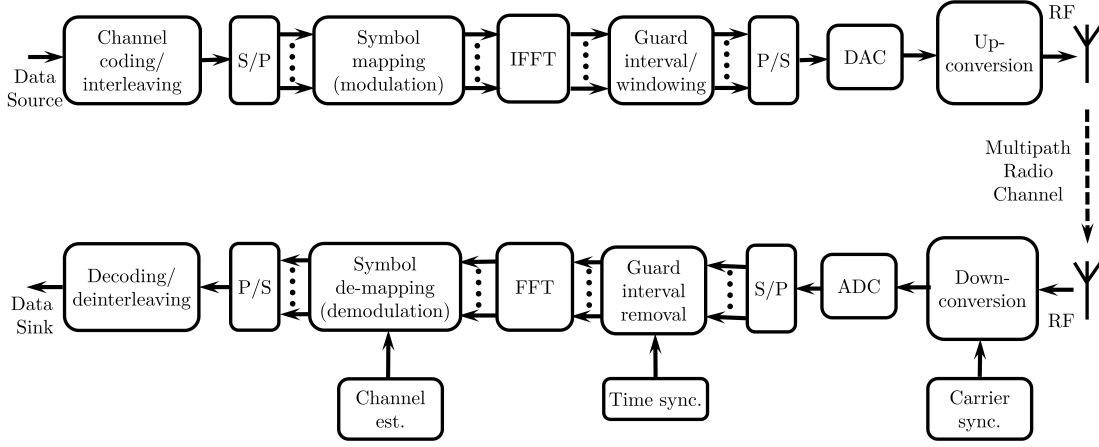 Data
Source
Channel
coding/
interleaving
S/P
Symbol
mapping
(modulation)
IFFT
Guard
interval/
windowing
P/S
DAC
Up-
conversion
RF
Multipath
Radio
Channel
Data
Sink
Decoding/
deinterleaving
P/S
Symbol
de-mapping
(demodulation)
FFT
Guard
interval
removal
S/P
ADC
Down-
conversion
RF
Channel
est.
Time sync.
Carrier
sync.